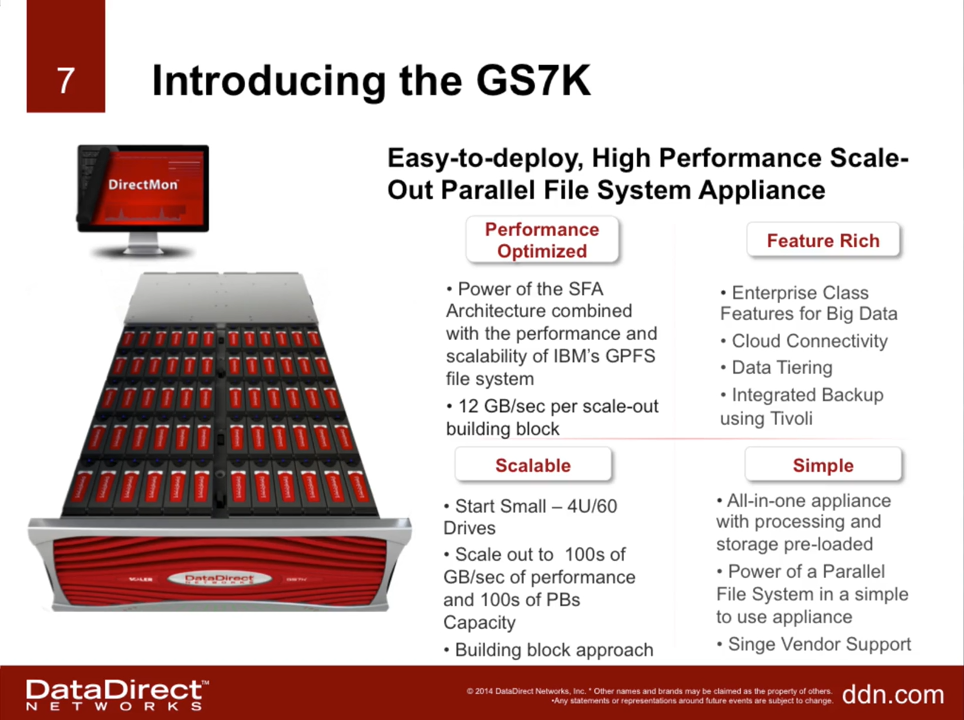 7
Introducing the GS7K
DirectMon
Easy-to-deploy, High Performance Scale-
Out Parallel File System Appliance
Performance
Optimized
• Power of the SFA
Architecture combined
with the performance and
scalability of IBM's GPFS
file system
• 12 GB/sec per scale-out
building block
Feature Rich
• Enterprise Class
Features for Big Data
• Cloud Connectivity
• Data Tiering
• Integrated Backup
using Tivoli
Scalable
• Start Small – 4U/60
Drives
• Scale out to 100s of
GB/sec of performance
and 100s of PBs
Capacity
• Building block approach
Simple
• All-in-one appliance
with processing and
storage pre-loaded
• Power of a Parallel
File System in a simple
to use appliance
• Singe Vendor Support
DataDirect
NETWORKS
GS7K
DataDirect™
NETWORKS
© 2014 DataDirect Networks, Inc. * Other names and brands may be claimed as the property of others.
•Any statements or representations around future events are subject to change.
ddn.com